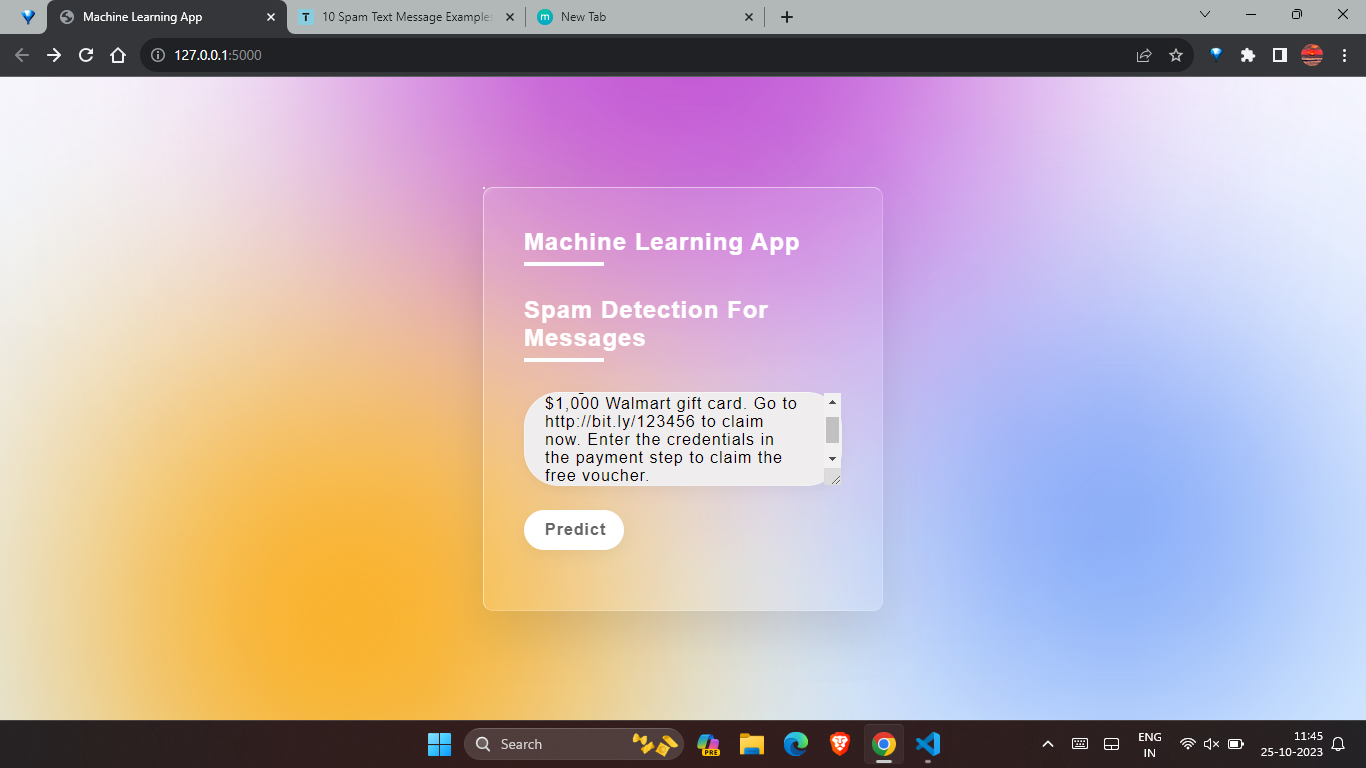 Machine Learning App
T 10 Spam Text Message Examples
m New Tab
127.0.0.1:5000
Machine Learning App
Spam Detection For
Messages
$1,000 Walmart gift card. Go to
http://bit.ly/123456 to claim
now. Enter the credentials in
the payment step to claim the
free voucher.
Predict
Search
PRE
ENG
IN
11:45
25-10-2023